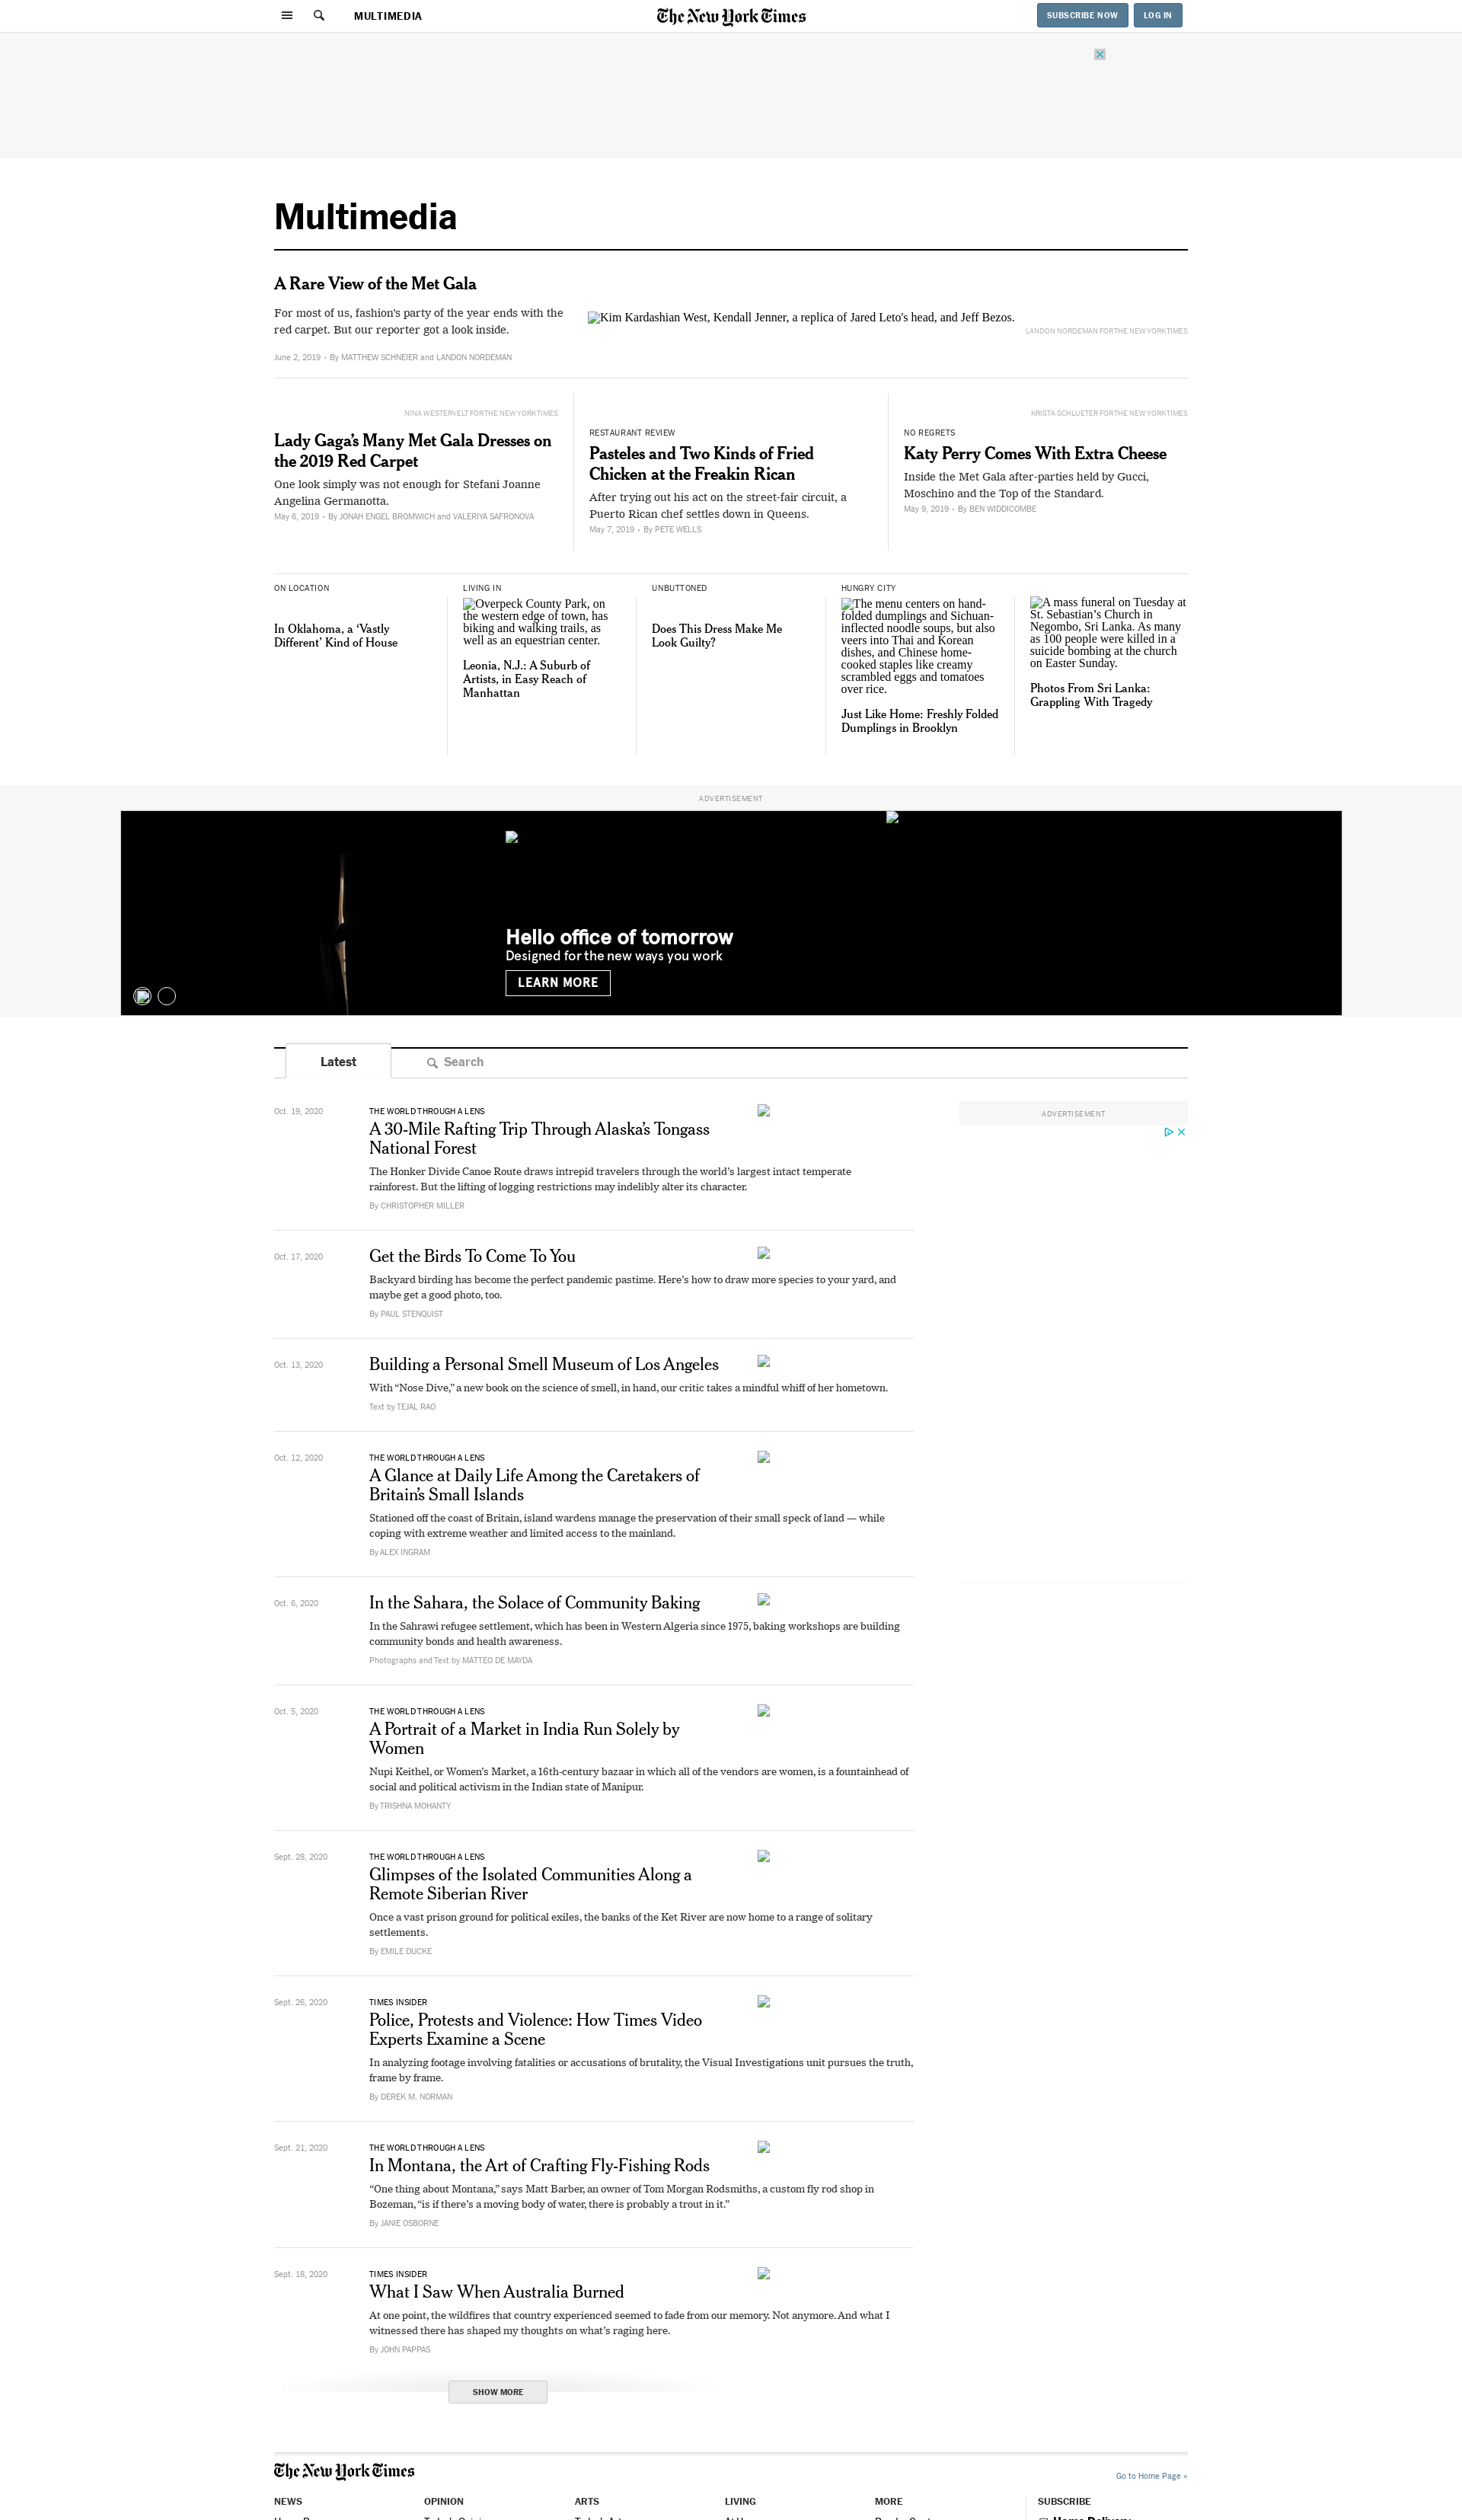 MULTIMEDIA
The New York Times
SUBSCRIBE NOW
LOG IN
Multimedia
A Rare View of the Met Gala
For most of us, fashion's party of the year ends with the
red carpet. But our reporter got a look inside.
June 2, 2019 • By MATTHEW SCHNEIER and LANDON NORDEMAN
Kim Kardashian West, Kendall Jenner, a replica of Jared Leto's head, and Jeff Bezos.
LANDON NORDEMAN FOR THE NEW YORK TIMES
NINA WESTERVELT FOR THE NEW YORK TIMES
Lady Gaga’s Many Met Gala Dresses on
the 2019 Red Carpet
One look simply was not enough for Stefani Joanne
Angelina Germanotta.
May 6, 2019 • By JONAH ENGEL BROMWICH and VALERIYA SAFRONOVA
RESTAURANT REVIEW
Pasteles and Two Kinds of Fried
Chicken at the Freakin Rican
After trying out his act on the street-fair circuit, a
Puerto Rican chef settles down in Queens.
May 7, 2019 • By PETE WELLS
KRISTA SCHLUETER FOR THE NEW YORK TIMES
NO REGRETS
Katy Perry Comes With Extra Cheese
Inside the Met Gala after-parties held by Gucci,
Moschino and the Top of the Standard.
May 9, 2019 • By BEN WIDDICOMBE
ON LOCATION
In Oklahoma, a ‘Vastly
Different’ Kind of House
LIVING IN
Overpeck County Park, on
the western edge of town, has
biking and walking trails, as
well as an equestrian center.
Leonia, N.J.: A Suburb of
Artists, in Easy Reach of
Manhattan
UNBUTTONED
Does This Dress Make Me
Look Guilty?
HUNGRY CITY
The menu centers on hand-
folded dumplings and Sichuan-
inflected noodle soups, but also
veers into Thai and Korean
dishes, and Chinese home-
cooked staples like creamy
scrambled eggs and tomatoes
over rice.
Just Like Home: Freshly Folded
Dumplings in Brooklyn
A mass funeral on Tuesday at
St. Sebastian’s Church in
Negombo, Sri Lanka. As many
as 100 people were killed in a
suicide bombing at the church
on Easter Sunday.
Photos From Sri Lanka:
Grappling With Tragedy
ADVERTISEMENT
Hello office of tomorrow
Designed for the new ways you work
LEARN MORE
Latest
Search
ADVERTISEMENT
Oct. 19, 2020
THE WORLD THROUGH A LENS
A 30-Mile Rafting Trip Through Alaska’s Tongass
National Forest
The Honker Divide Canoe Route draws intrepid travelers through the world’s largest intact temperate
rainforest. But the lifting of logging restrictions may indelibly alter its character.
By CHRISTOPHER MILLER
Oct. 17, 2020
Get the Birds To Come To You
Backyard birding has become the perfect pandemic pastime. Here’s how to draw more species to your yard, and
maybe get a good photo, too.
By PAUL STENQUIST
Oct. 13, 2020
Building a Personal Smell Museum of Los Angeles
With “Nose Dive,” a new book on the science of smell, in hand, our critic takes a mindful whiff of her hometown.
Text by TEJAL RAO
Oct. 12, 2020
THE WORLD THROUGH A LENS
A Glance at Daily Life Among the Caretakers of
Britain’s Small Islands
Stationed off the coast of Britain, island wardens manage the preservation of their small speck of land — while
coping with extreme weather and limited access to the mainland.
By ALEX INGRAM
Oct. 6, 2020
In the Sahara, the Solace of Community Baking
In the Sahrawi refugee settlement, which has been in Western Algeria since 1975, baking workshops are building
community bonds and health awareness.
Photographs and Text by MATTEO DE MAYDA
Oct. 5, 2020
THE WORLD THROUGH A LENS
A Portrait of a Market in India Run Solely by
Women
Nupi Keithel, or Women’s Market, a 16th-century bazaar in which all of the vendors are women, is a fountainhead of
social and political activism in the Indian state of Manipur.
By TRISHNA MOHANTY
Sept. 28, 2020
THE WORLD THROUGH A LENS
Glimpses of the Isolated Communities Along a
Remote Siberian River
Once a vast prison ground for political exiles, the banks of the Ket River are now home to a range of solitary
settlements.
By EMILE DUCKE
Sept. 26, 2020
TIMES INSIDER
Police, Protests and Violence: How Times Video
Experts Examine a Scene
In analyzing footage involving fatalities or accusations of brutality, the Visual Investigations unit pursues the truth,
frame by frame.
By DEREK M. NORMAN
Sept. 21, 2020
THE WORLD THROUGH A LENS
In Montana, the Art of Crafting Fly-Fishing Rods
“One thing about Montana,” says Matt Barber, an owner of Tom Morgan Rodsmiths, a custom fly rod shop in
Bozeman, “is if there’s a moving body of water, there is probably a trout in it.”
By JANIE OSBORNE
Sept. 18, 2020
TIMES INSIDER
What I Saw When Australia Burned
At one point, the wildfires that country experienced seemed to fade from our memory. Not anymore. And what I
witnessed there has shaped my thoughts on what’s raging here.
By JOHN PAPPAS
SHOW MORE
The New York Times
Go to Home Page »
NEWS
OPINION
ARTS
LIVING
MORE
SUBSCRIBE